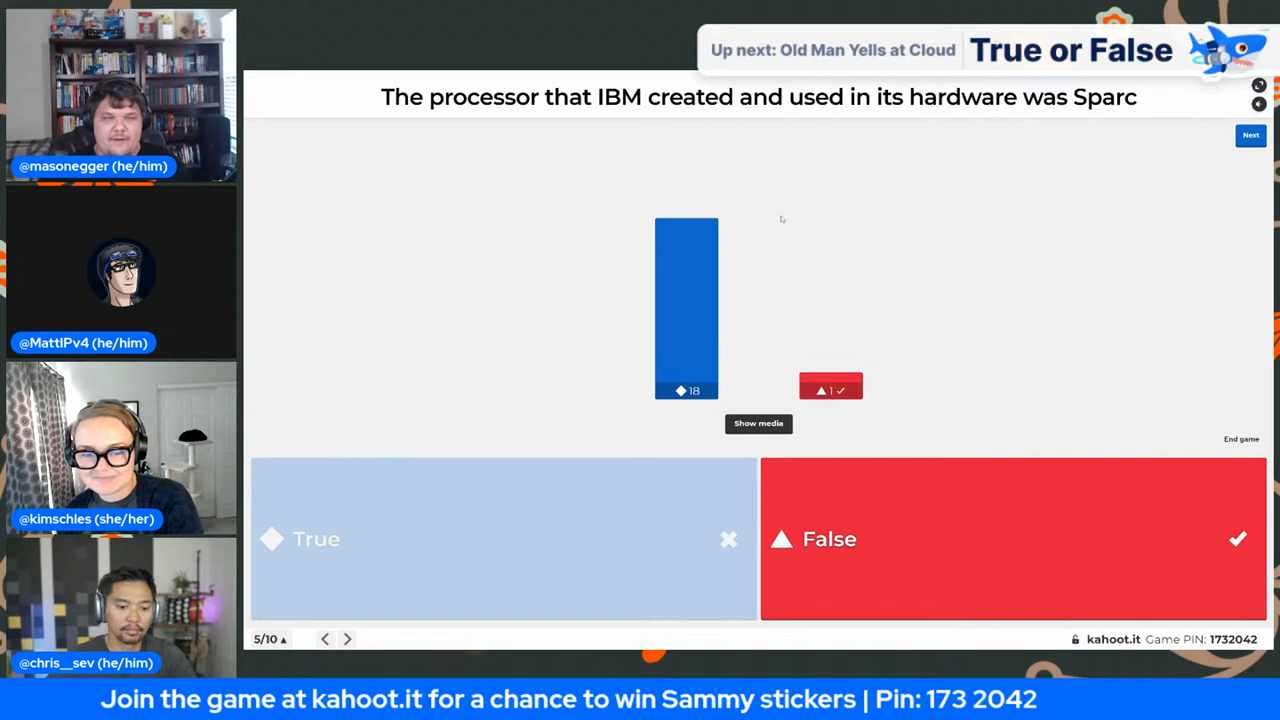 Up next: Old Man Yells at Cloud True or False
The processor that IBM created and used in its hardware was Sparc
Next
@masonegger (he/him)
@MattIPv4 (he/him)
18
1
Show media
End game
@kimschles (she/her)
True
False
@chris__sev (he/him)
5/10
kahoot.it Game PIN: 1732042
Join the game at kahoot.it for a chance to win Sammy stickers | Pin: 173 2042